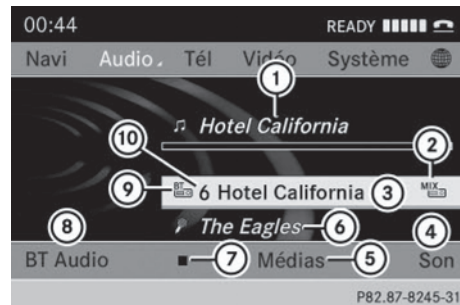 00:44 READY
Navi Audio Tél Vidéo Système
1
Hotel California
10 2
9 BT 6 Hotel California 3 MIX
The Eagles 6
8 4
BT Audio 7 Médias 5 Son
P82.87-8245-31